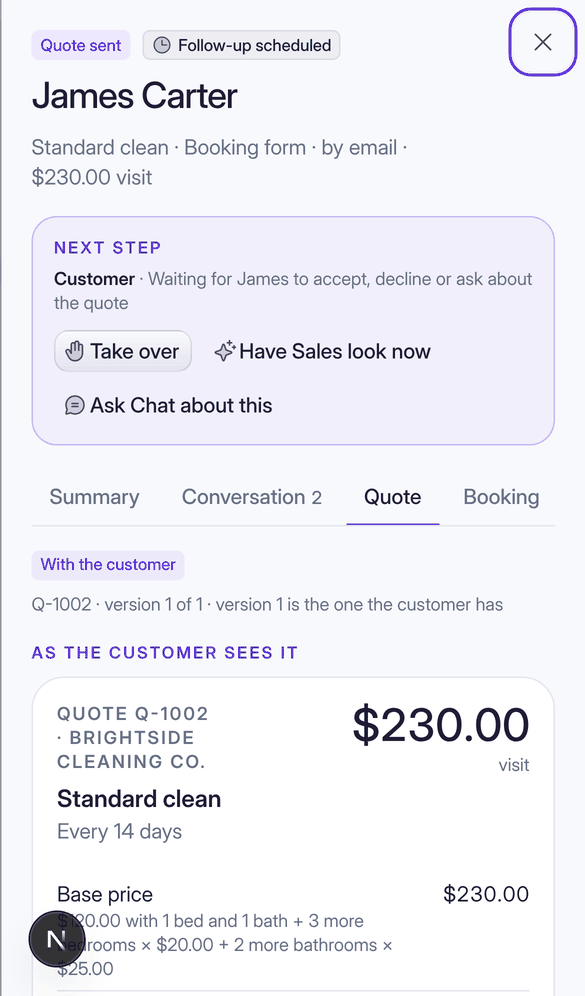 Quote sent
Follow-up scheduled
James Carter
Standard clean · Booking form · by email ·
$230.00 visit
NEXT STEP
Customer · Waiting for James to accept, decline or ask about
the quote
Take over
Have Sales look now
Ask Chat about this
Summary
Conversation 2
Quote
Booking
With the customer
Q-1002 · version 1 of 1 · version 1 is the one the customer has
AS THE CUSTOMER SEES IT
QUOTE Q-1002
· BRIGHTSIDE
CLEANING CO.
$230.00
visit
Standard clean
Every 14 days
Base price
$230.00
$120.00 with 1 bed and 1 bath + 3 more
bedrooms × $20.00 + 2 more bathrooms ×
$25.00
N